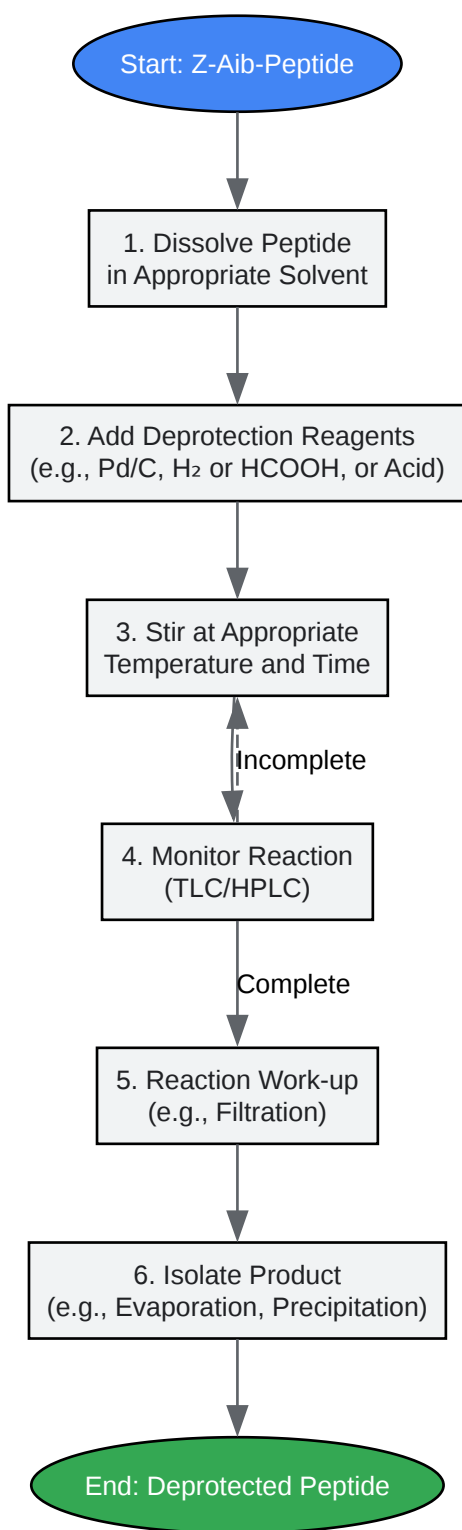 Start: Z-Aib-Peptide
1. Dissolve Peptide
in Appropriate Solvent
2. Add Deprotection Reagents
(e.g., Pd/C, H₂ or HCOOH, or Acid)
3. Stir at Appropriate
Temperature and Time
Incomplete
4. Monitor Reaction
(TLC/HPLC)
Complete
5. Reaction Work-up
(e.g., Filtration)
6. Isolate Product
(e.g., Evaporation, Precipitation)
End: Deprotected Peptide